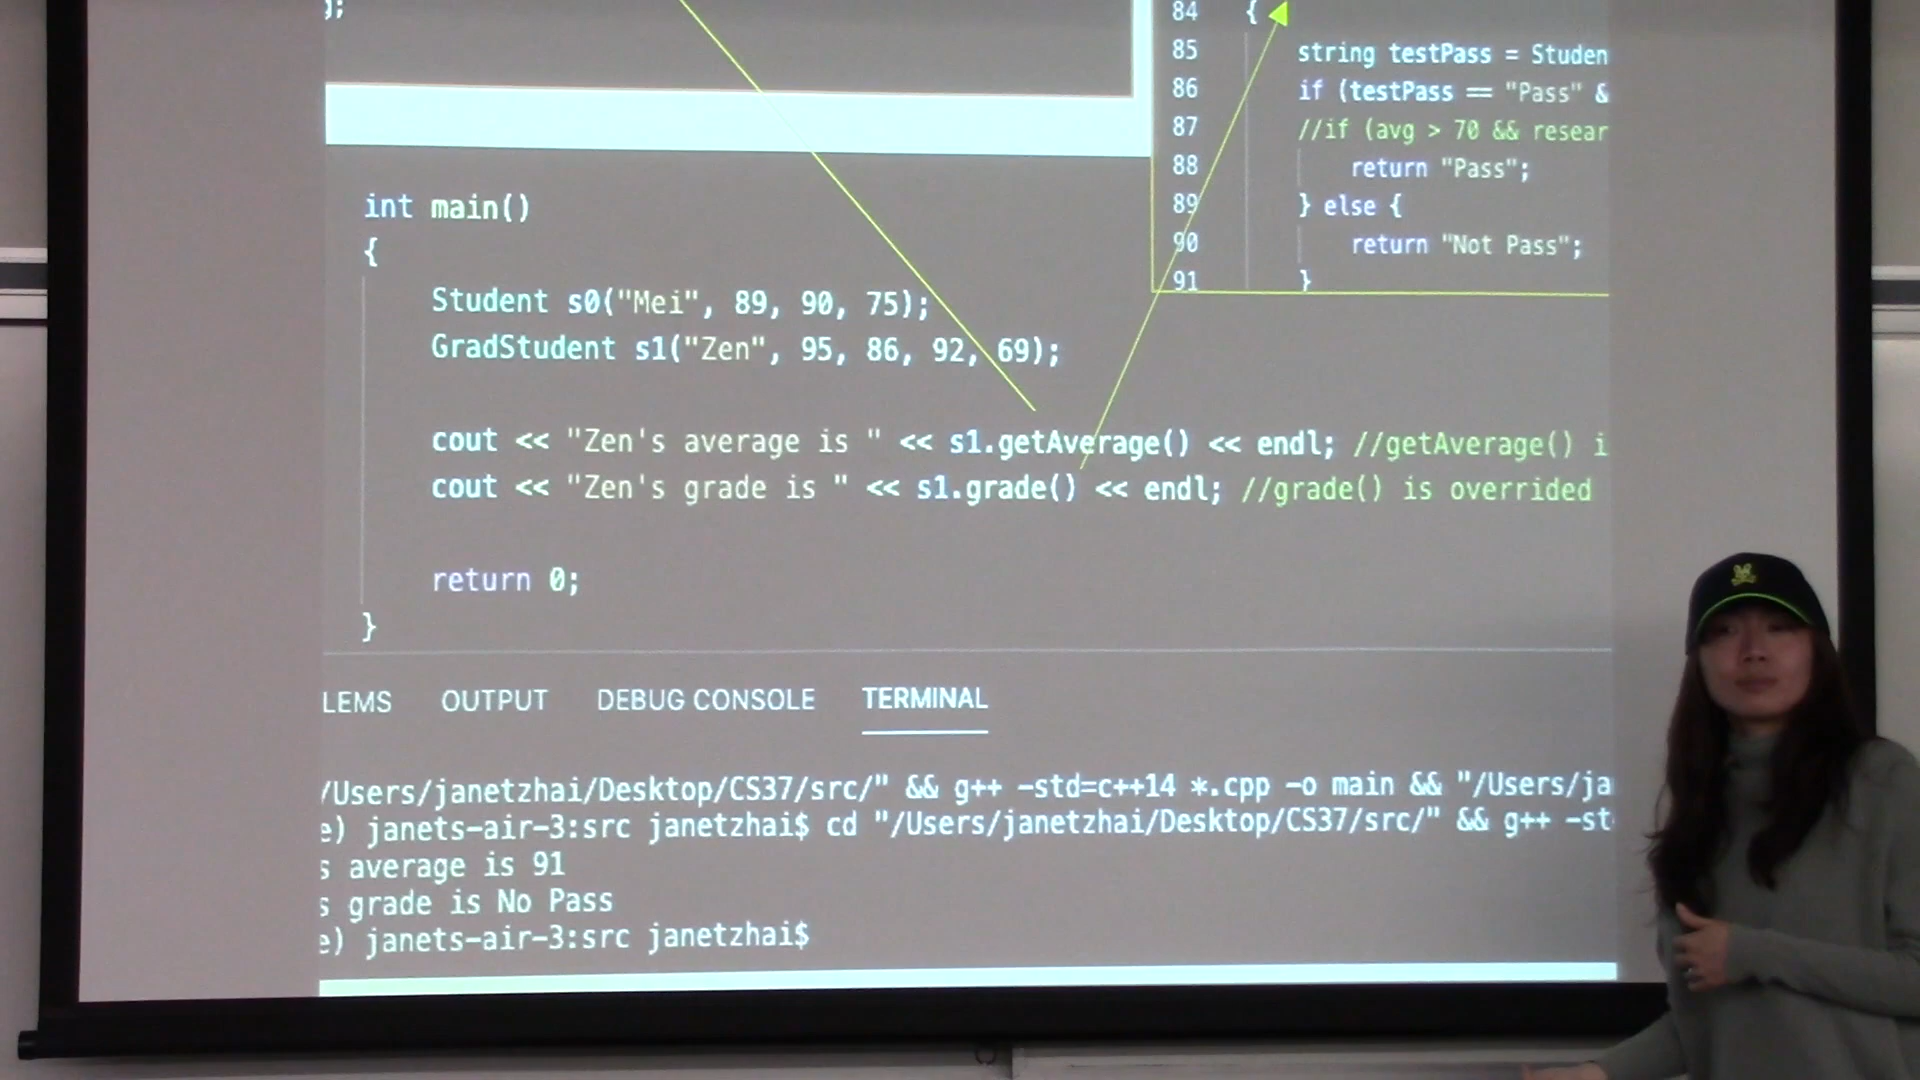 };
84 {
85 string testPass = Studen
86 if (testPass == "Pass" &
87 //if (avg > 70 && resear
88 return "Pass";
89 } else {
90 return "Not Pass";
91 }
int main()
{
Student s0("Mei", 89, 90, 75);
GradStudent s1("Zen", 95, 86, 92, 69);
cout << "Zen's average is " << s1.getAverage() << endl; //getAverage() i
cout << "Zen's grade is " << s1.grade() << endl; //grade() is overrided
return 0;
}
LEMS OUTPUT DEBUG CONSOLE TERMINAL
/Users/janetzhai/Desktop/CS37/src/" && g++ -std=c++14 *.cpp -o main && "/Users/ja
e) janets-air-3:src janetzhai$ cd "/Users/janetzhai/Desktop/CS37/src/" && g++ -st
s average is 91
s grade is No Pass
e) janets-air-3:src janetzhai$